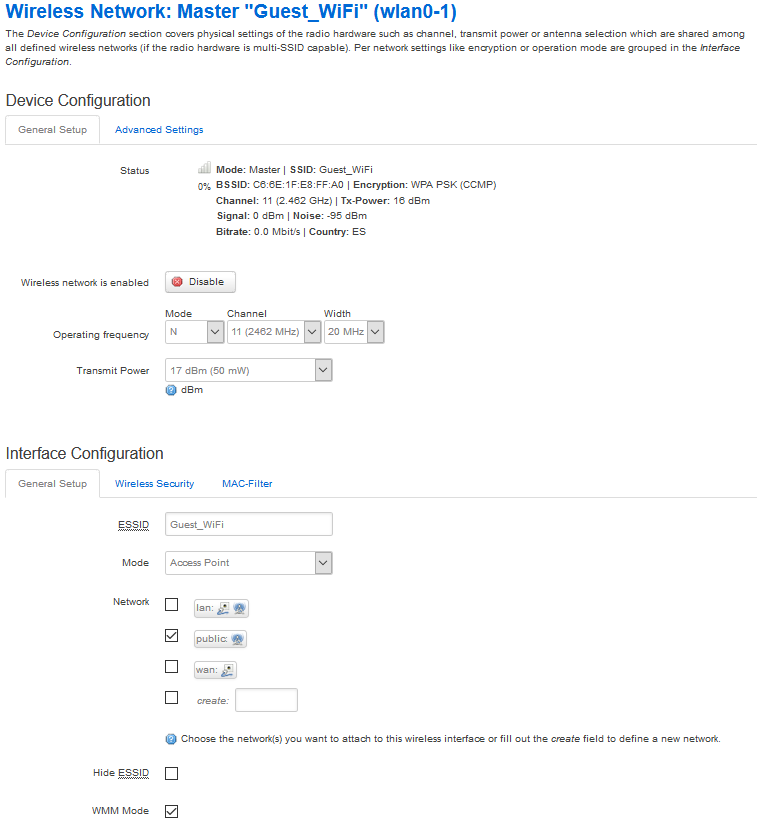 Wireless Network: Master "Guest_WiFi" (wlan0-1)
The Device Configuration section covers physical settings of the radio hardware such as channel, transmit power or antenna selection which are shared among
all defined wireless networks (if the radio hardware is multi-SSID capable). Per network settings like encryption or operation mode are grouped in the Interface
Configuration.
Device Configuration
General Setup Advanced Settings
Status
Mode: Master | SSID: Guest_WiFi
0% BSSID: C6:6E:1F:E8:FF:A0 | Encryption: WPA PSK (CCMP)
Channel: 11 (2.462 GHz) | Tx-Power: 16 dBm
Signal: 0 dBm | Noise: -95 dBm
Bitrate: 0.0 Mbit/s | Country: ES
Wireless network is enabled Disable
Mode Channel Width
Operating frequency N 11 (2462 MHz) 20 MHz
Transmit Power 17 dBm (50 mW)
dBm
Interface Configuration
General Setup Wireless Security MAC-Filter
ESSID Guest_WiFi
Mode Access Point
Network lan:
public:
wan:
create:
Choose the network(s) you want to attach to this wireless interface or fill out the create field to define a new network.
Hide ESSID
WMM Mode